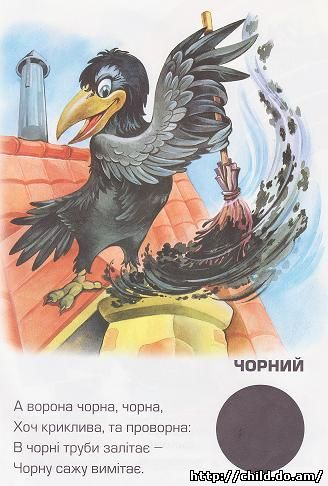 ЧОРНИЙ
А ворона чорна, чорна,
Хоч криклива, та проворна:
В чорні труби залітає –
Чорну сажу вимітає.
http://child.do.am/